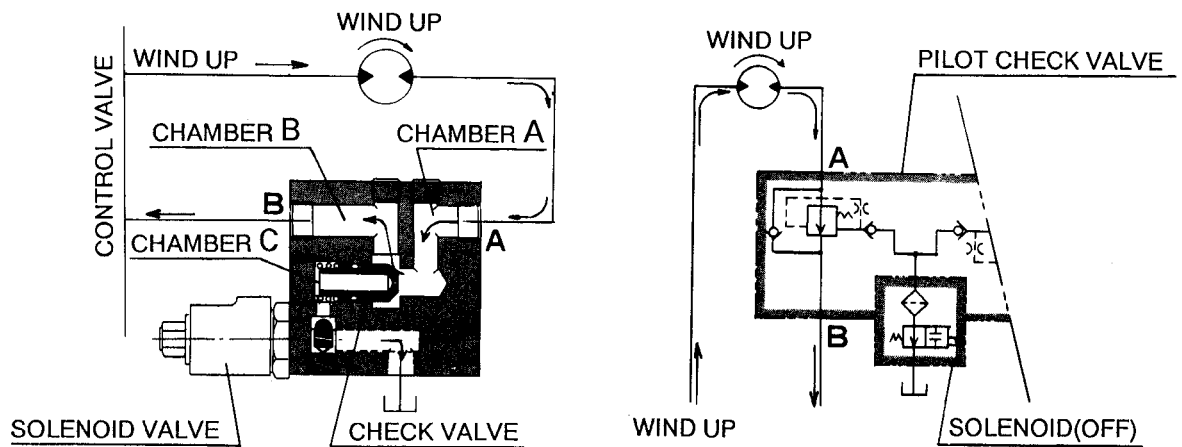 WIND UP
WIND UP
CONTROL VALVE
CHAMBER B
CHAMBER A
B
A
CHAMBER C
SOLENOID VALVE
CHECK VALVE
WIND UP
PILOT CHECK VALVE
A
B
WIND UP
SOLENOID(OFF)